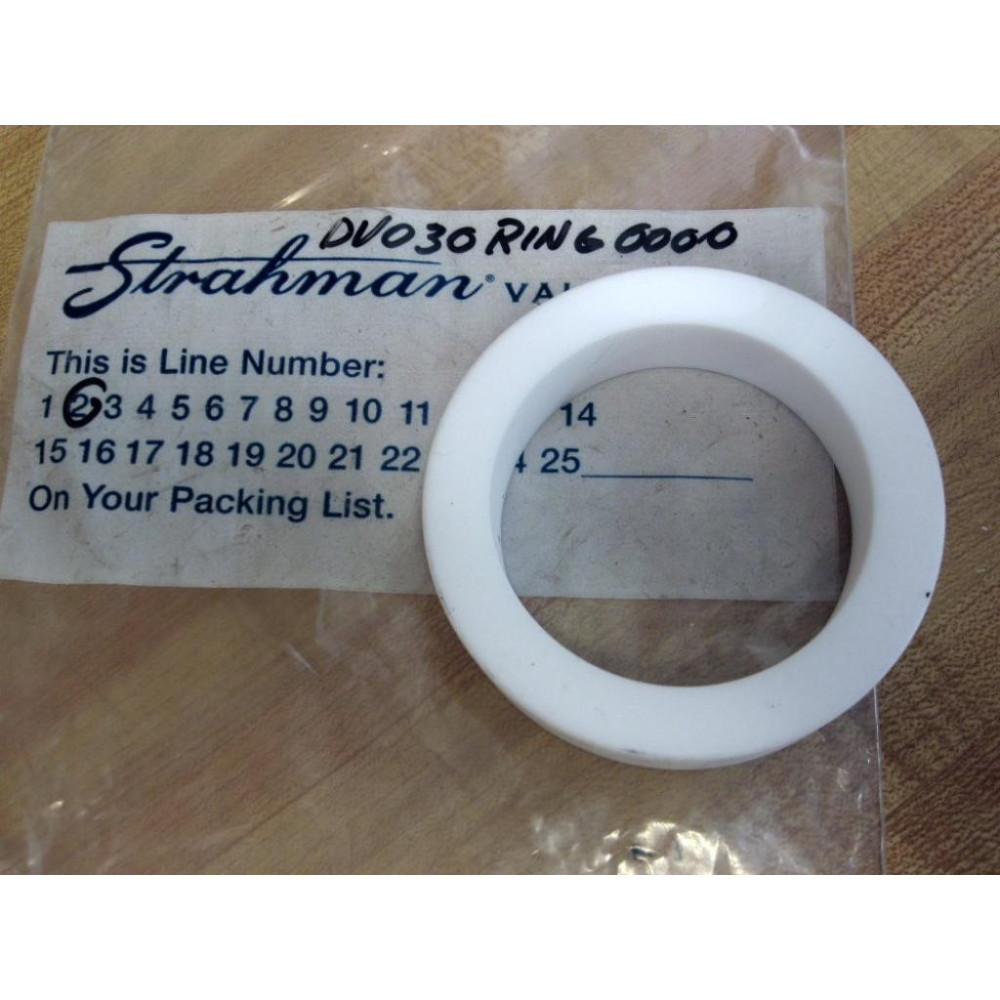 DV030RING0000
Strahman® VAL
This is Line Number:
1 2 3 4 5 6 7 8 9 10 11 14
15 16 17 18 19 20 21 22 4 25
On Your Packing List.